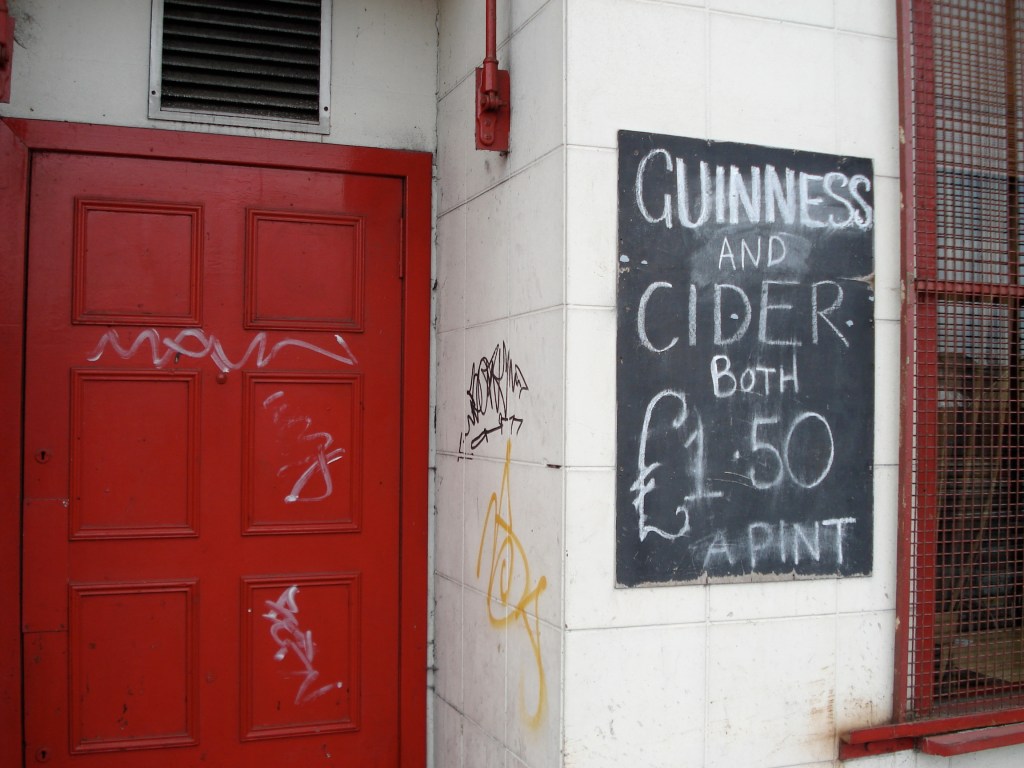 GUINNESS
AND
CIDER.
BOTH
£1.50
A PINT